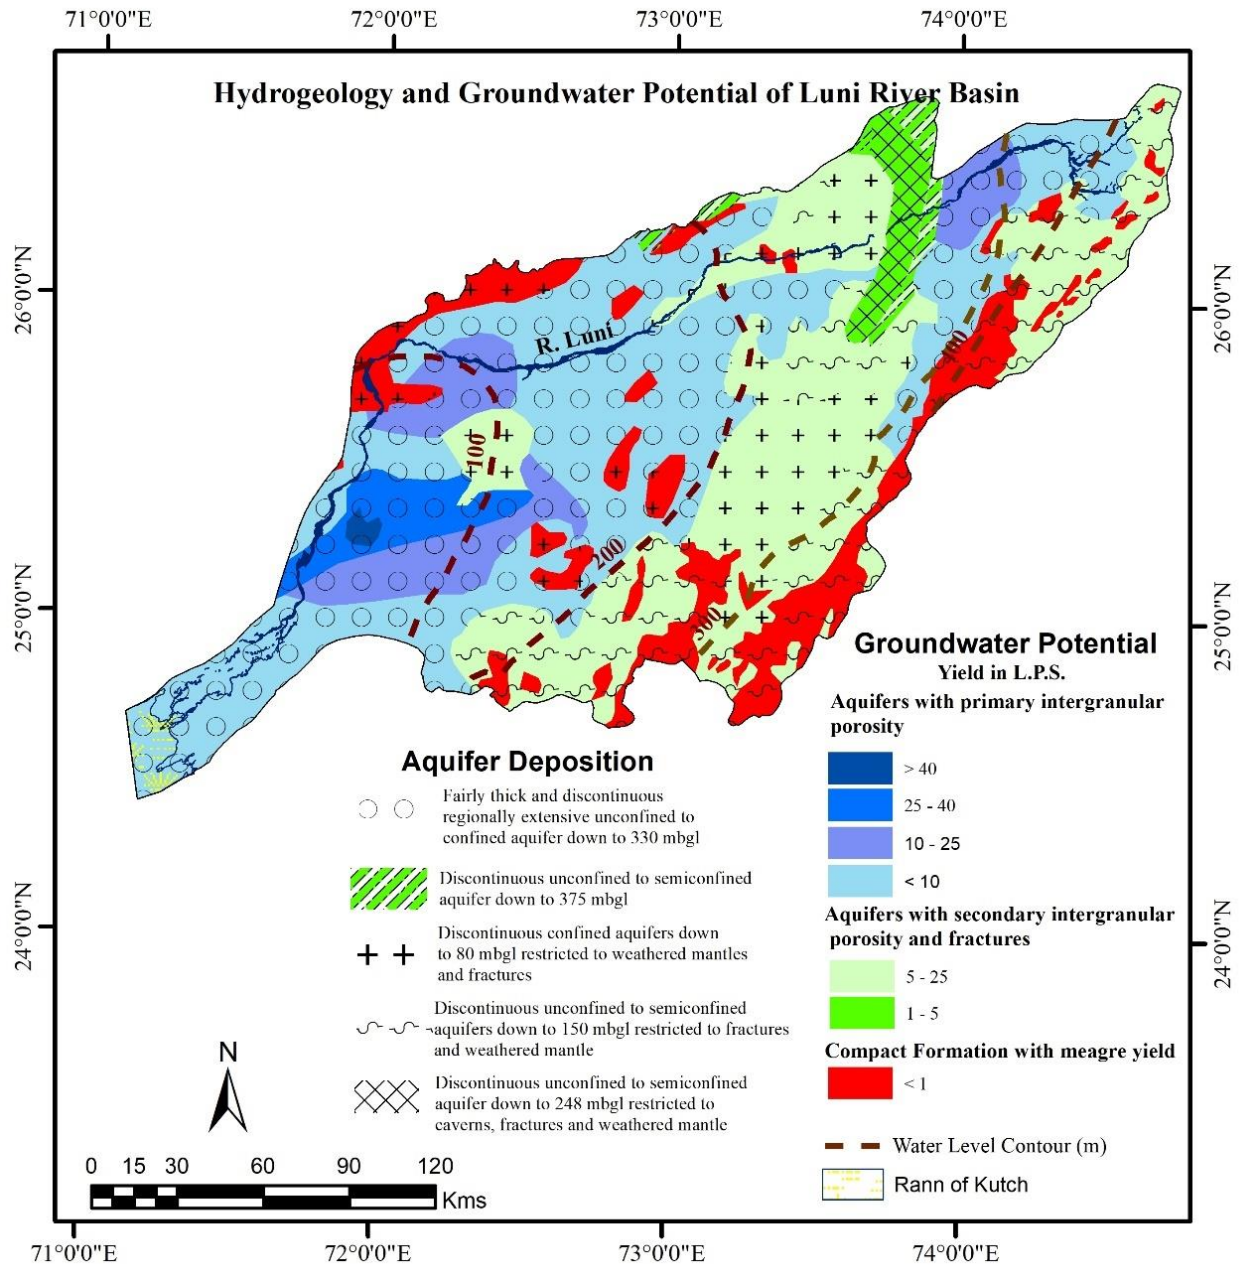 71°0'0"E 72°0'0"E 73°0'0"E 74°0'0"E
Hydrogeology and Groundwater Potential of Luni River Basin
26°0'0"N
26°0'0"N
25°0'0"N
25°0'0"N
24°0'0"N
24°0'0"N
R. Luni
400
100
200
300
Groundwater Potential
Yield in L.P.S.
Aquifers with primary intergranular
porosity
> 40
25 - 40
10 - 25
< 10
Aquifers with secondary intergranular
porosity and fractures
5 - 25
1 - 5
Compact Formation with meagre yield
< 1
Water Level Contour (m)
Rann of Kutch
Aquifer Deposition
Fairly thick and discontinuous
regionally extensive unconfined to
confined aquifer down to 330 mbgl
Discontinuous unconfined to semiconfined
aquifer down to 375 mbgl
Discontinuous confined aquifers down
to 80 mbgl restricted to weathered mantles
and fractures
Discontinuous unconfined to semiconfined
aquifers down to 150 mbgl restricted to fractures
and weathered mantle
Discontinuous unconfined to semiconfined
aquifer down to 248 mbgl restricted to
caverns, fractures and weathered mantle
N
0 15 30 60 90 120
Kms
71°0'0"E 72°0'0"E 73°0'0"E 74°0'0"E